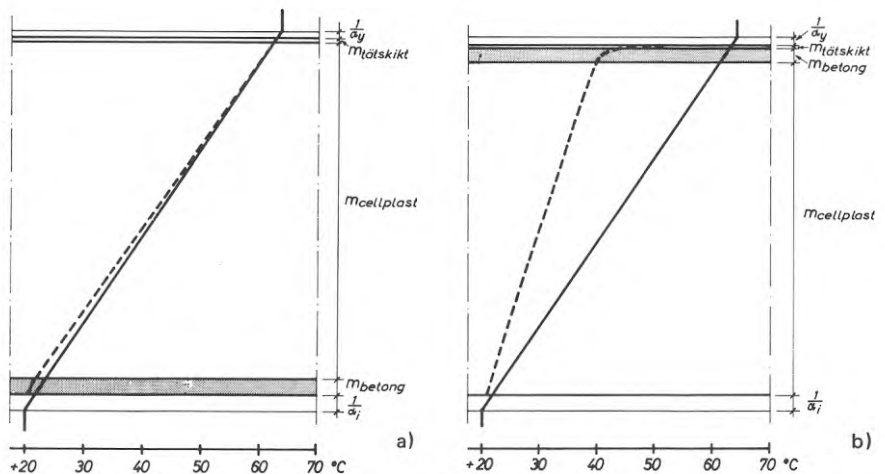 1/αy
mtätskikt
mcellplast
mbetong
1/αi
a)
+20 30 40 50 60 70 °C
1/αy
mtätskikt
mbetong
mcellplast
1/αi
b)
+20 30 40 50 60 70 °C